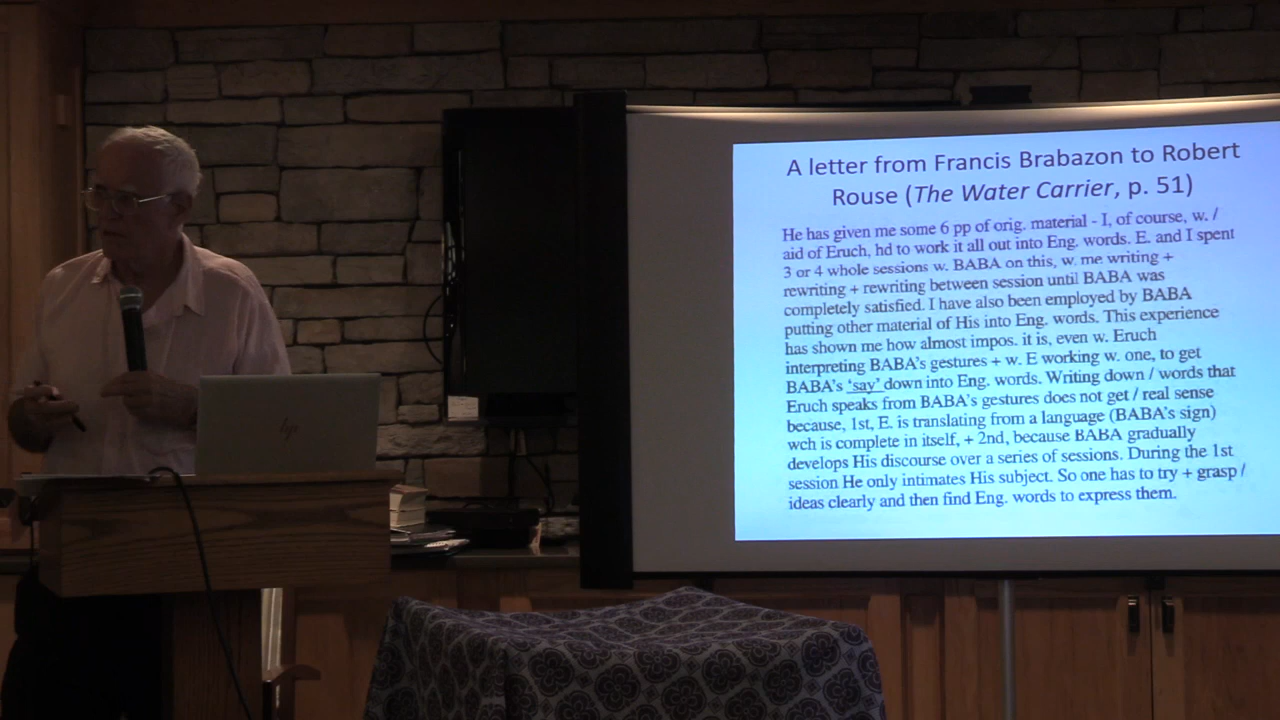 A letter from Francis Brabazon to Robert
Rouse (The Water Carrier, p. 51)
He has given me some 6 pp of orig. material - I, of course, w. /
aid of Eruch, hd to work it all out into Eng. words. E. and I spent
3 or 4 whole sessions w. BABA on this, w. me writing +
rewriting + rewriting between session until BABA was
completely satisfied. I have also been employed by BABA
putting other material of His into Eng. words. This experience
has shown me how almost impos. it is, even w. Eruch
interpreting BABA's gestures + w. E working w. one, to get
BABA's 'say' down into Eng. words. Writing down / words that
Eruch speaks from BABA's gestures does not get / real sense
because, 1st, E. is translating from a language (BABA's sign)
wch is complete in itself, + 2nd, because BABA gradually
develops His discourse over a series of sessions. During the 1st
session He only intimates His subject. So one has to try + grasp /
ideas clearly and then find Eng. words to express them.
hp